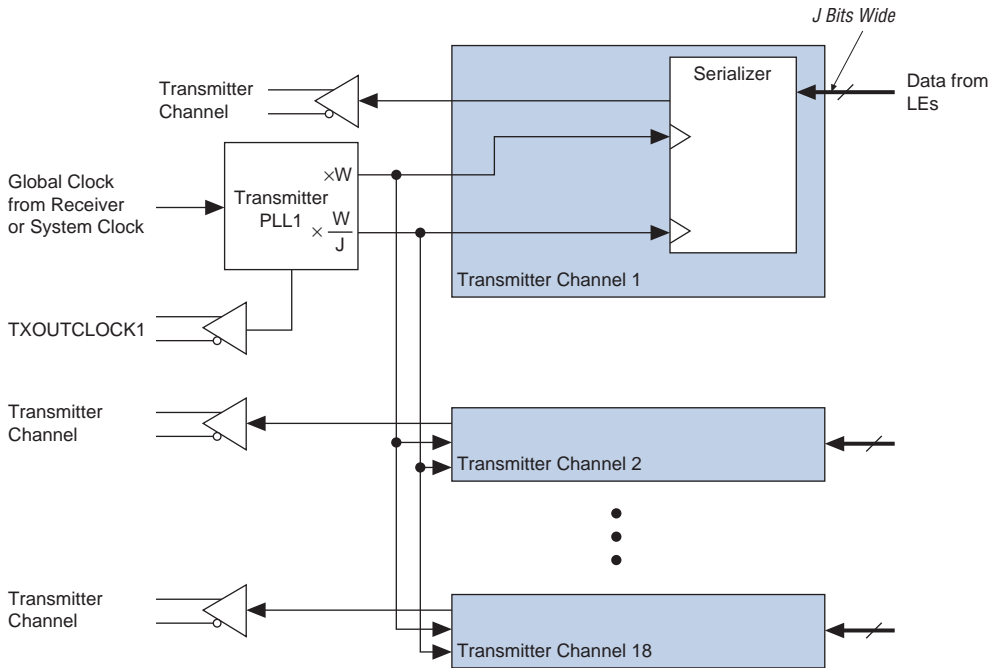 J Bits Wide
Serializer
Data from
LEs
Transmitter
Channel
Global Clock
from Receiver
or System Clock
×W
Transmitter
PLL1
× W
J
Transmitter Channel 1
TXOUTCLOCK1
Transmitter
Channel
Transmitter Channel 2
Transmitter
Channel
Transmitter Channel 18